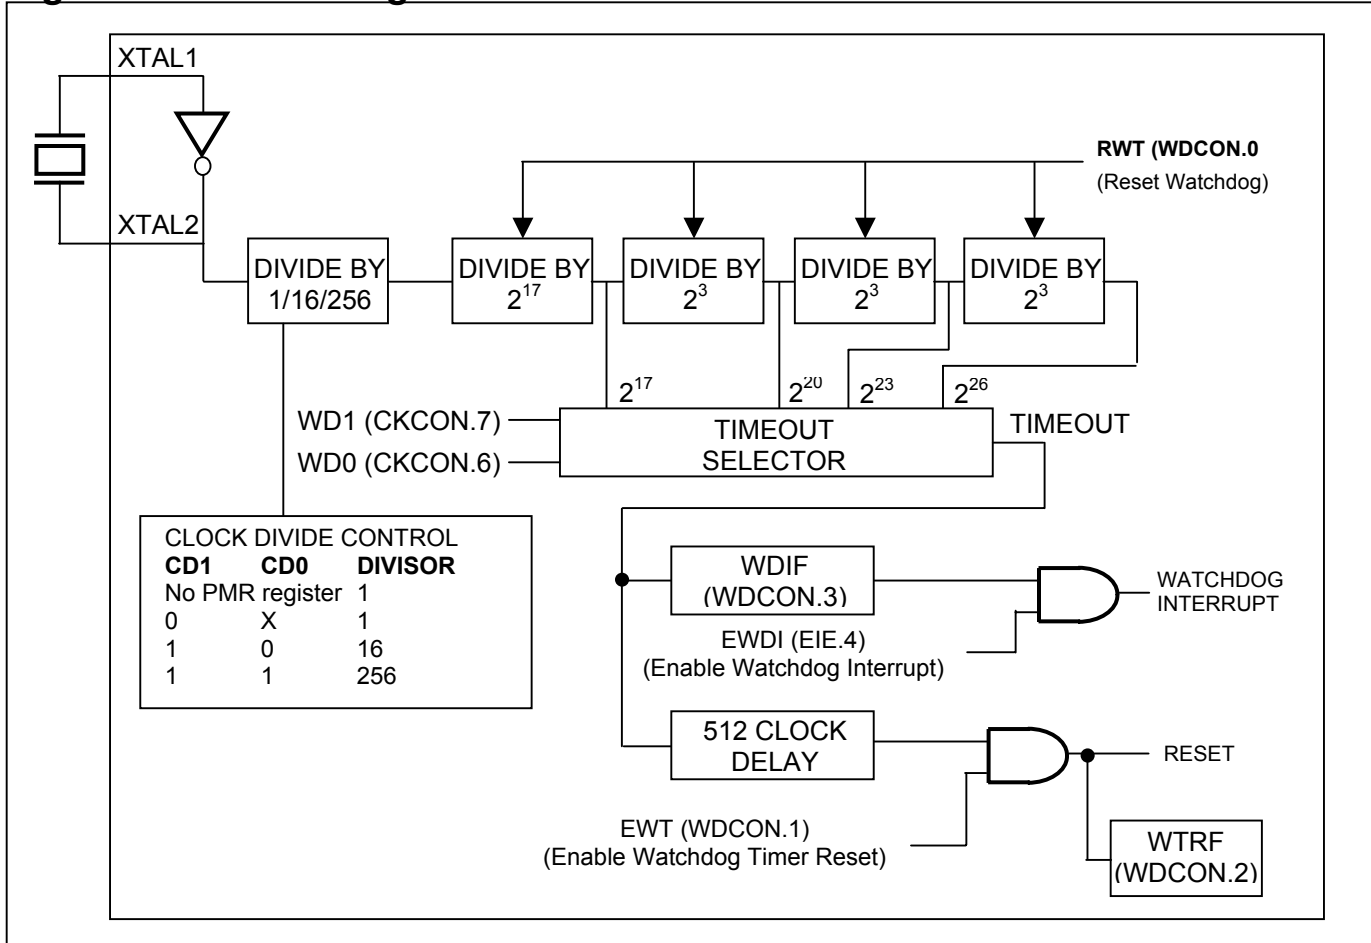 XTAL1
RWT (WDCON.0
(Reset Watchdog)
XTAL2
DIVIDE BY
1/16/256
DIVIDE BY
2^17
DIVIDE BY
2^3
DIVIDE BY
2^3
DIVIDE BY
2^3
2^17
2^20
2^23
2^26
WD1 (CKCON.7)
WD0 (CKCON.6)
TIMEOUT
SELECTOR
TIMEOUT
CLOCK DIVIDE CONTROL
CD1 CD0 DIVISOR
No PMR register 1
0 X 1
1 0 16
1 1 256
WDIF
(WDCON.3)
WATCHDOG
INTERRUPT
EWDI (EIE.4)
(Enable Watchdog Interrupt)
512 CLOCK
DELAY
RESET
EWT (WDCON.1)
(Enable Watchdog Timer Reset)
WTRF
(WDCON.2)